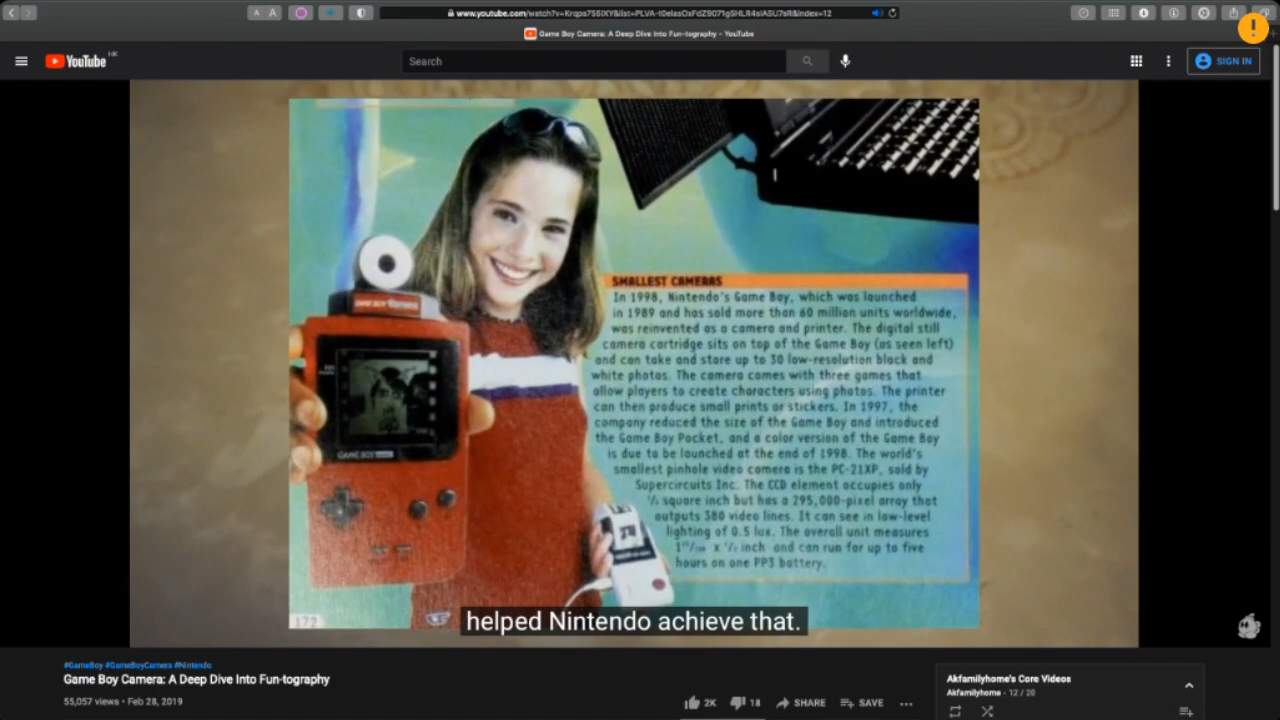 www.youtube.com/watch?v=Krqps75SIXY&list=PLVA-t0elasOxFdZ9071g5HLR4siASU7sR&index=12
Game Boy Camera: A Deep Dive Into Fun-tography - YouTube
YouTube HK
Search
SIGN IN
SMALLEST CAMERAS
In 1998, Nintendo's Game Boy, which was launched
in 1989 and has sold more than 60 million units worldwide,
was reinvented as a camera and printer. The digital still
camera cartridge sits on top of the Game Boy (as seen left)
and can take and store up to 30 low-resolution black and
white photos. The camera comes with three games that
allow players to create characters using photos. The printer
can then produce small prints or stickers. In 1997, the
company reduced the size of the Game Boy and introduced
the Game Boy Pocket, and a color version of the Game Boy
is due to be launched at the end of 1998. The world's
smallest pinhole video camera is the PC-21XP, sold by
Supercircuits Inc. The CCD element occupies only
square inch but has a 295,000-pixel array that
outputs 380 video lines. It can see in low-level
lighting of 0.5 lux. The overall unit measures
inch and can run for up to five
hours on one PP3 battery.
GAME BOY Camera
GAME BOY
172
helped Nintendo achieve that.
#GameBoy #GameBoyCamera #Nintendo
Game Boy Camera: A Deep Dive Into Fun-tography
55,057 views • Feb 28, 2019
2K
18
SHARE
SAVE
Akfamilyhome's Core Videos
Akfamilyhome - 12 / 20